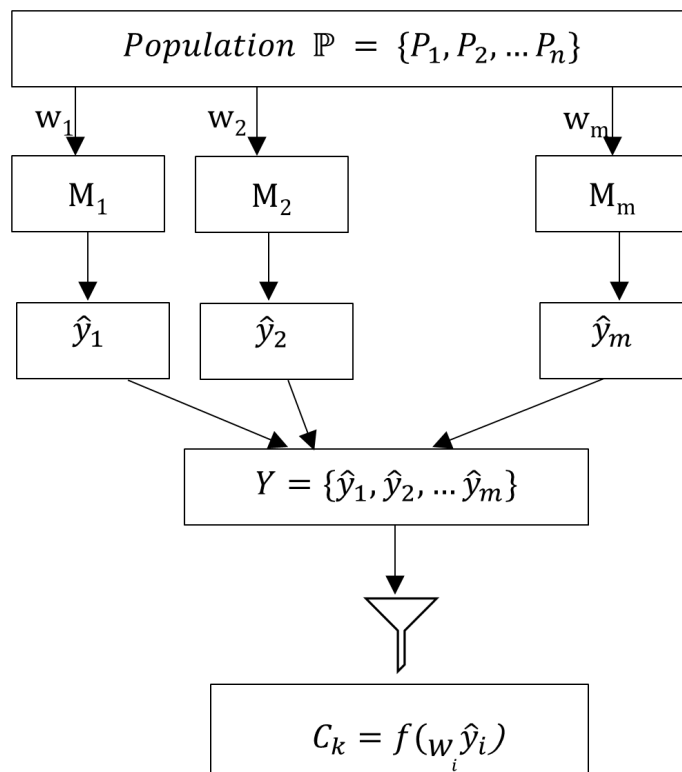 Population ℙ = {P₁, P₂, … Pₙ}
w₁ w₂ wₘ
M₁ M₂ Mₘ
ŷ₁ ŷ₂ ŷₘ
Y = {ŷ₁, ŷ₂, … ŷₘ}
Cₖ = f(wᵢŷᵢ)